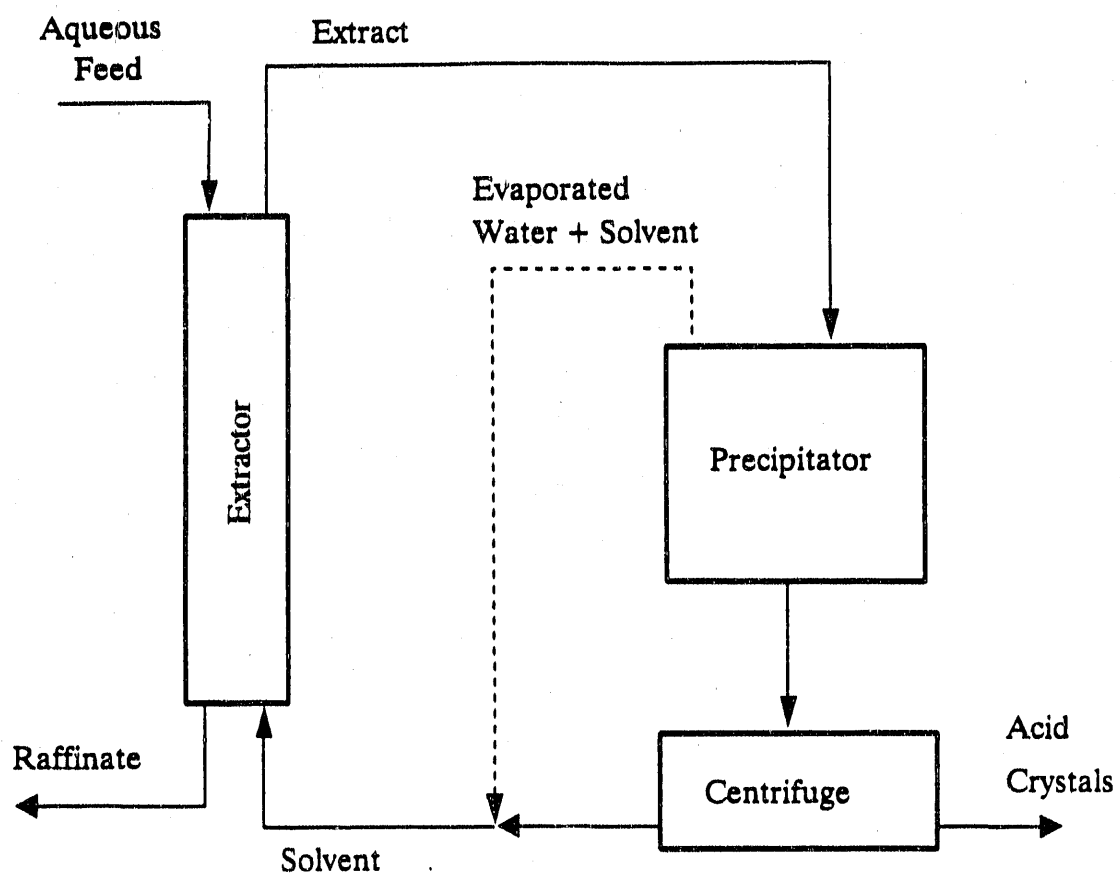 Aqueous
Feed
Extract
Evaporated
Water + Solvent
Extractor
Precipitator
Raffinate
Centrifuge
Acid
Crystals
Solvent